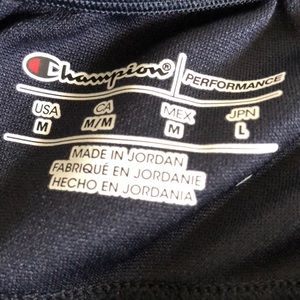 Champion® PERFORMANCE
USA CA MEX JPN
M M/M M L
MADE IN JORDAN
FABRIQUÉ EN JORDANIE
HECHO EN JORDANIA